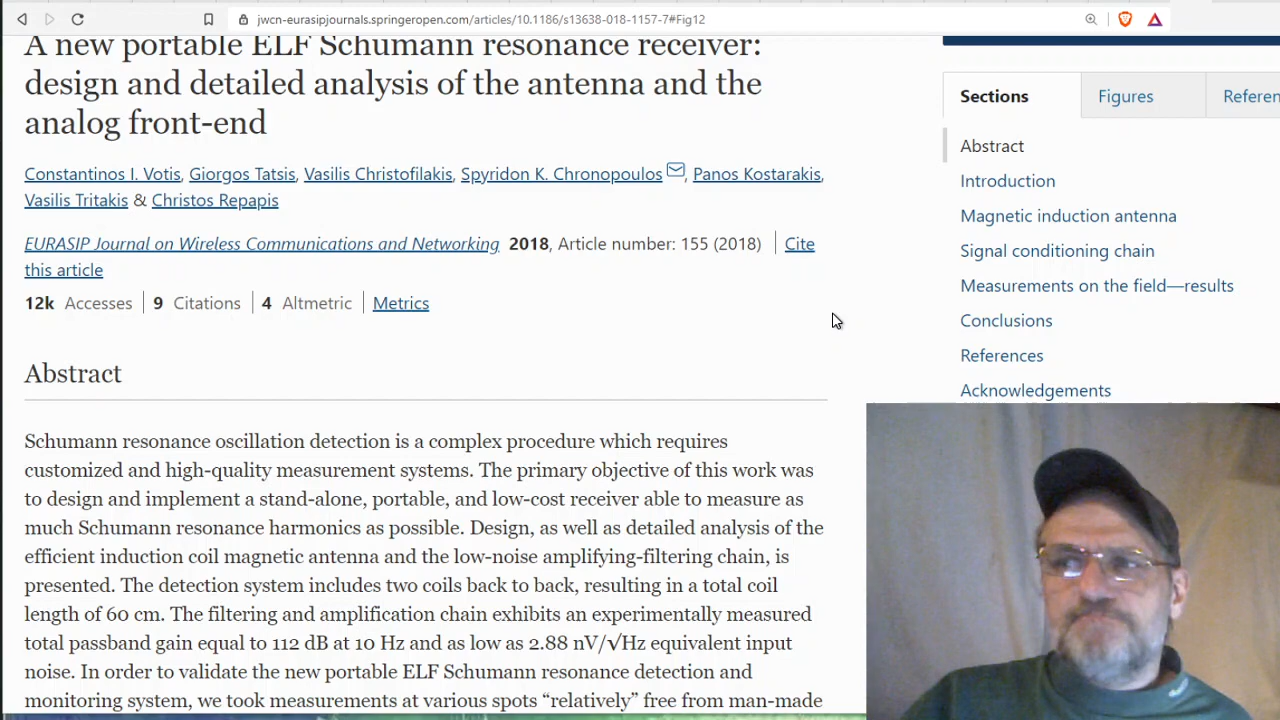 jwcn-eurasipjournals.springeropen.com/articles/10.1186/s13638-018-1157-7#Fig12
A new portable ELF Schumann resonance receiver:
design and detailed analysis of the antenna and the
analog front-end
Constantinos I. Votis, Giorgos Tatsis, Vasilis Christofilakis, Spyridon K. Chronopoulos, Panos Kostarakis,
Vasilis Tritakis & Christos Repapis
EURASIP Journal on Wireless Communications and Networking 2018, Article number: 155 (2018) Cite
this article
12k Accesses 9 Citations 4 Altmetric Metrics
Abstract
Schumann resonance oscillation detection is a complex procedure which requires
customized and high-quality measurement systems. The primary objective of this work was
to design and implement a stand-alone, portable, and low-cost receiver able to measure as
much Schumann resonance harmonics as possible. Design, as well as detailed analysis of the
efficient induction coil magnetic antenna and the low-noise amplifying-filtering chain, is
presented. The detection system includes two coils back to back, resulting in a total coil
length of 60 cm. The filtering and amplification chain exhibits an experimentally measured
total passband gain equal to 112 dB at 10 Hz and as low as 2.88 nV/√Hz equivalent input
noise. In order to validate the new portable ELF Schumann resonance detection and
monitoring system, we took measurements at various spots “relatively” free from man-made
Sections Figures Referen
Abstract
Introduction
Magnetic induction antenna
Signal conditioning chain
Measurements on the field—results
Conclusions
References
Acknowledgements